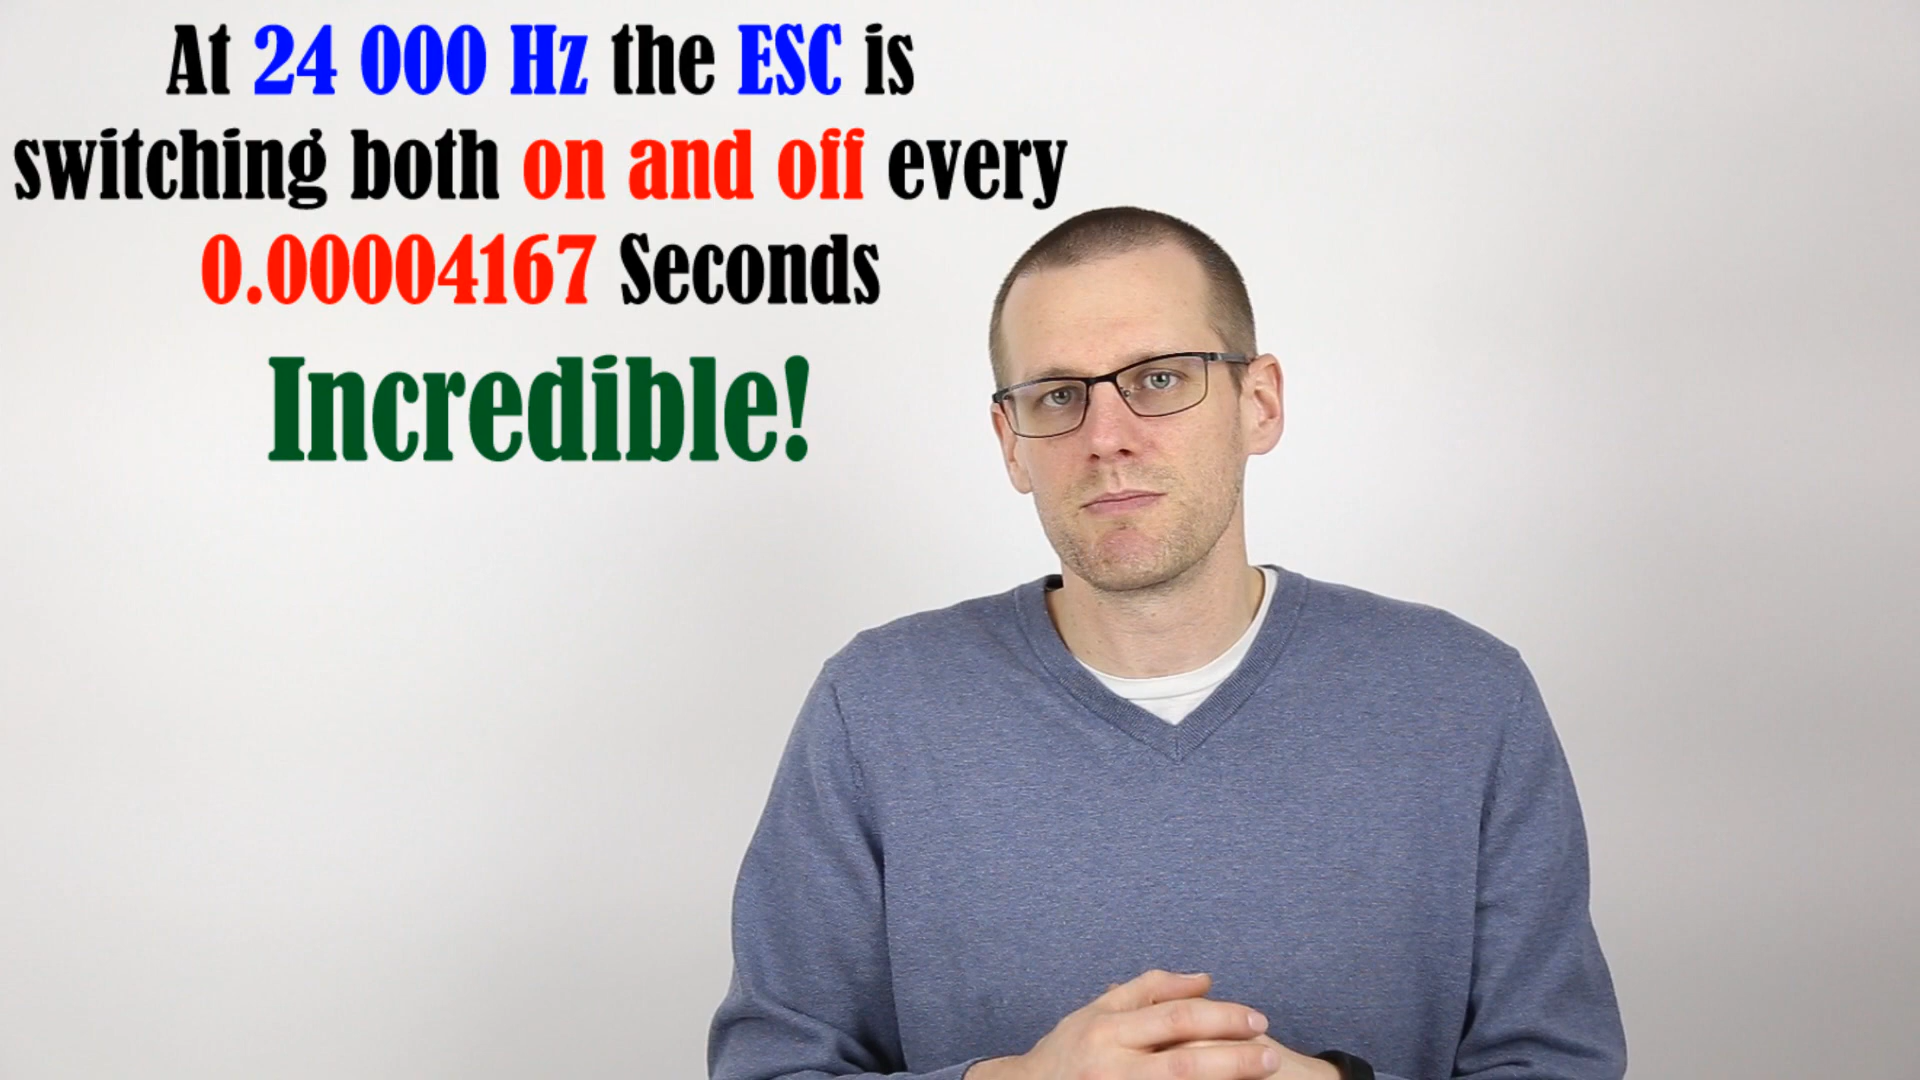 At 24 000 Hz the ESC is
switching both on and off every
0.00004167 Seconds
Incredible!